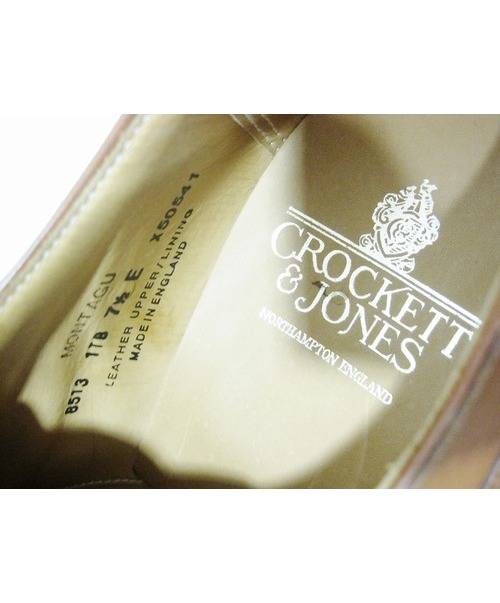 MONTAGU
8513 11B 7½ E X50541
LEATHER UPPER/LINING
MADE IN ENGLAND
CROCKETT
& JONES
NORTHAMPTON ENGLAND